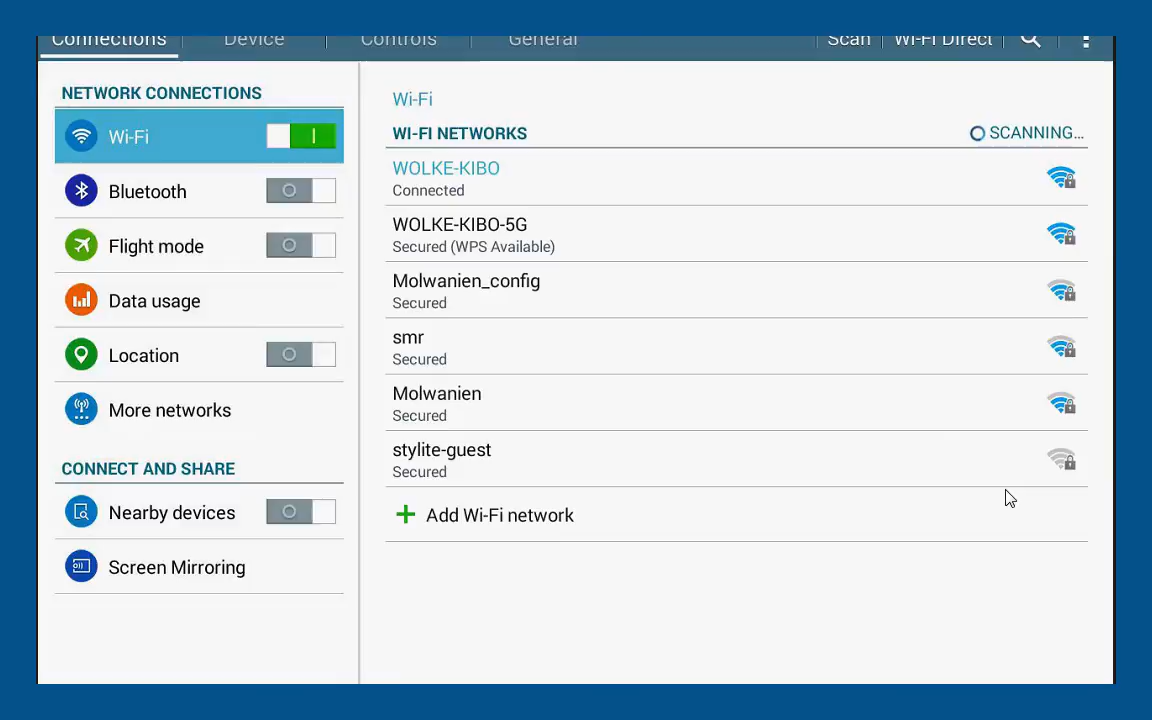 Connections Device Controls General Scan Wi-Fi Direct
NETWORK CONNECTIONS
Wi-Fi
Bluetooth
Flight mode
Data usage
Location
More networks
CONNECT AND SHARE
Nearby devices
Screen Mirroring
Wi-Fi
WI-FI NETWORKS SCANNING...
WOLKE-KIBO
Connected
WOLKE-KIBO-5G
Secured (WPS Available)
Molwanien_config
Secured
smr
Secured
Molwanien
Secured
stylite-guest
Secured
Add Wi-Fi network